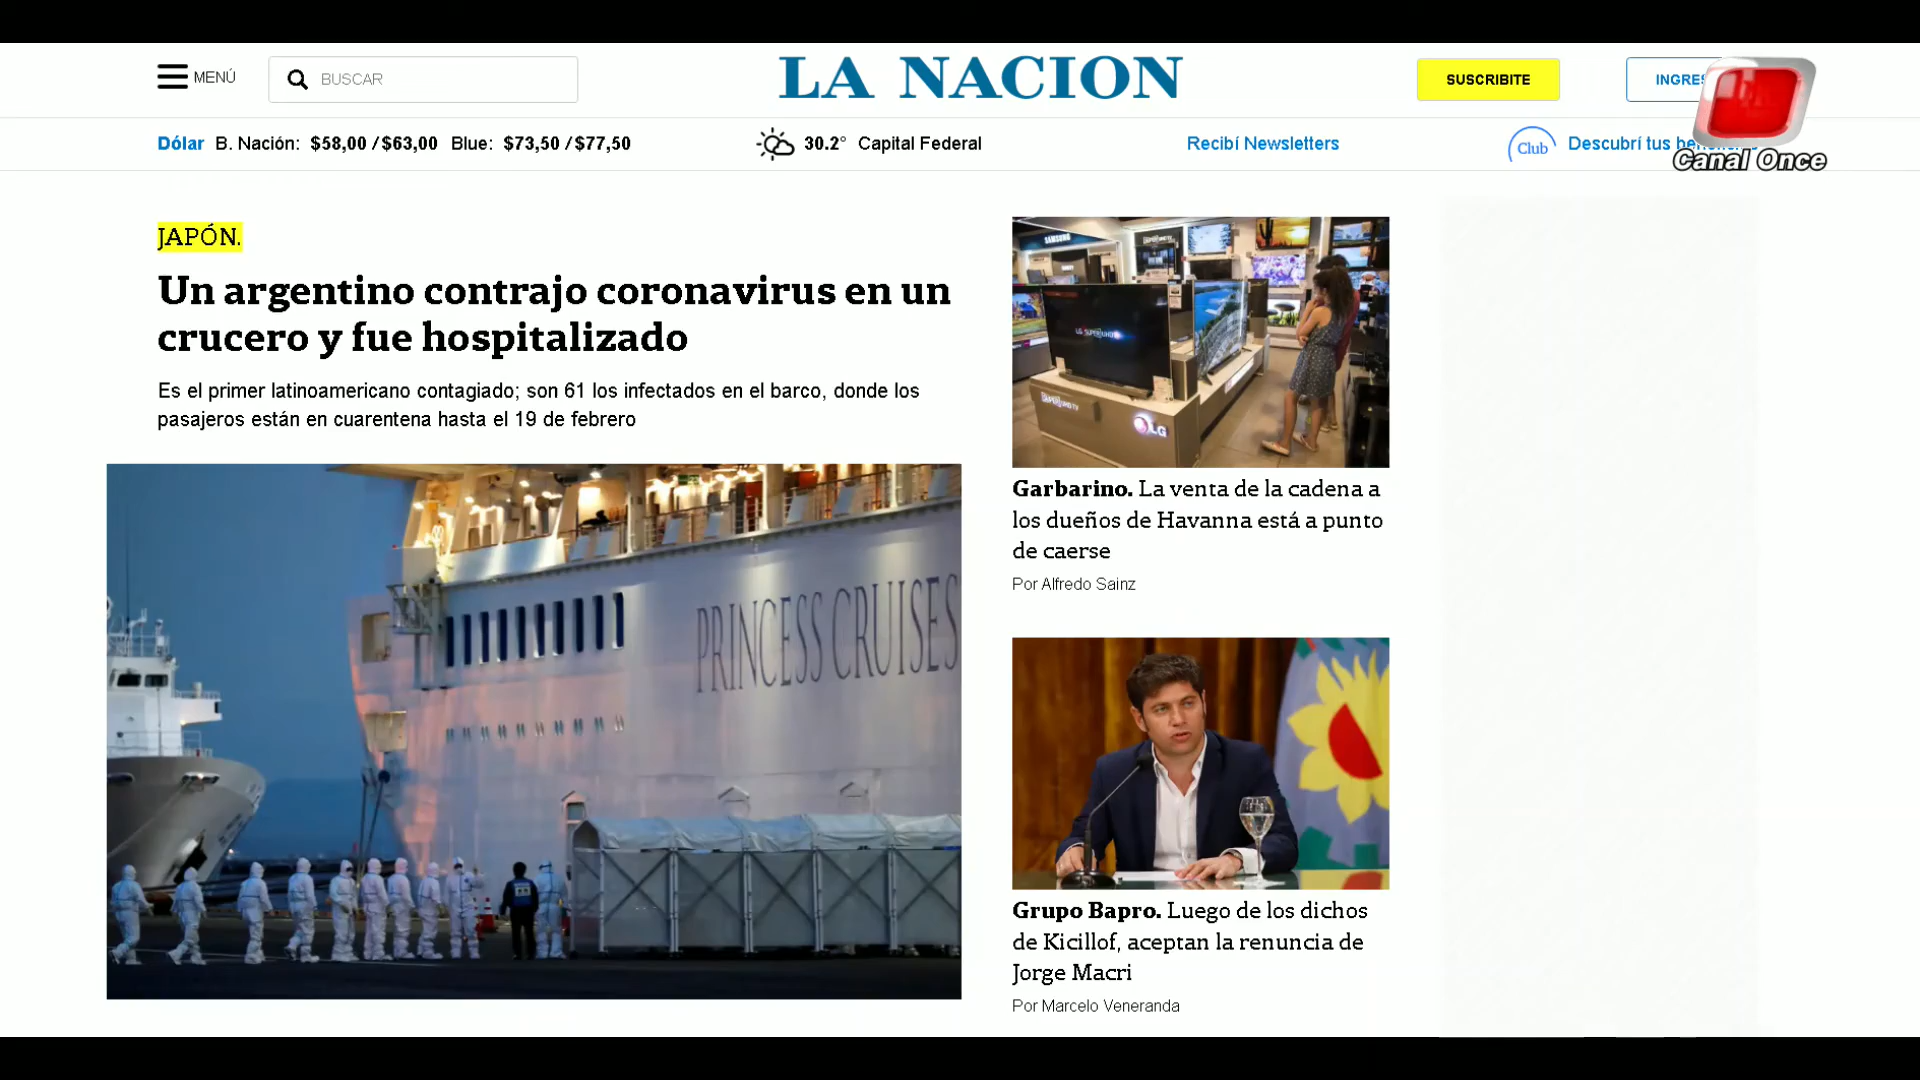 MENÚ
BUSCAR
LA NACION
SUSCRIBITE
Canal Once
Dólar B. Nación: $58,00 / $63,00 Blue: $73,50 / $77,50
30.2° Capital Federal
Recibí Newsletters
Club
Descubrí tus
JAPÓN.
Un argentino contrajo coronavirus en un
crucero y fue hospitalizado
Es el primer latinoamericano contagiado; son 61 los infectados en el barco, donde los
pasajeros están en cuarentena hasta el 19 de febrero
PRINCESS CRUISES
SAMSUNG
LG
Garbarino. La venta de la cadena a
los dueños de Havanna está a punto
de caerse
Por Alfredo Sainz
Grupo Bapro. Luego de los dichos
de Kicillof, aceptan la renuncia de
Jorge Macri
Por Marcelo Veneranda